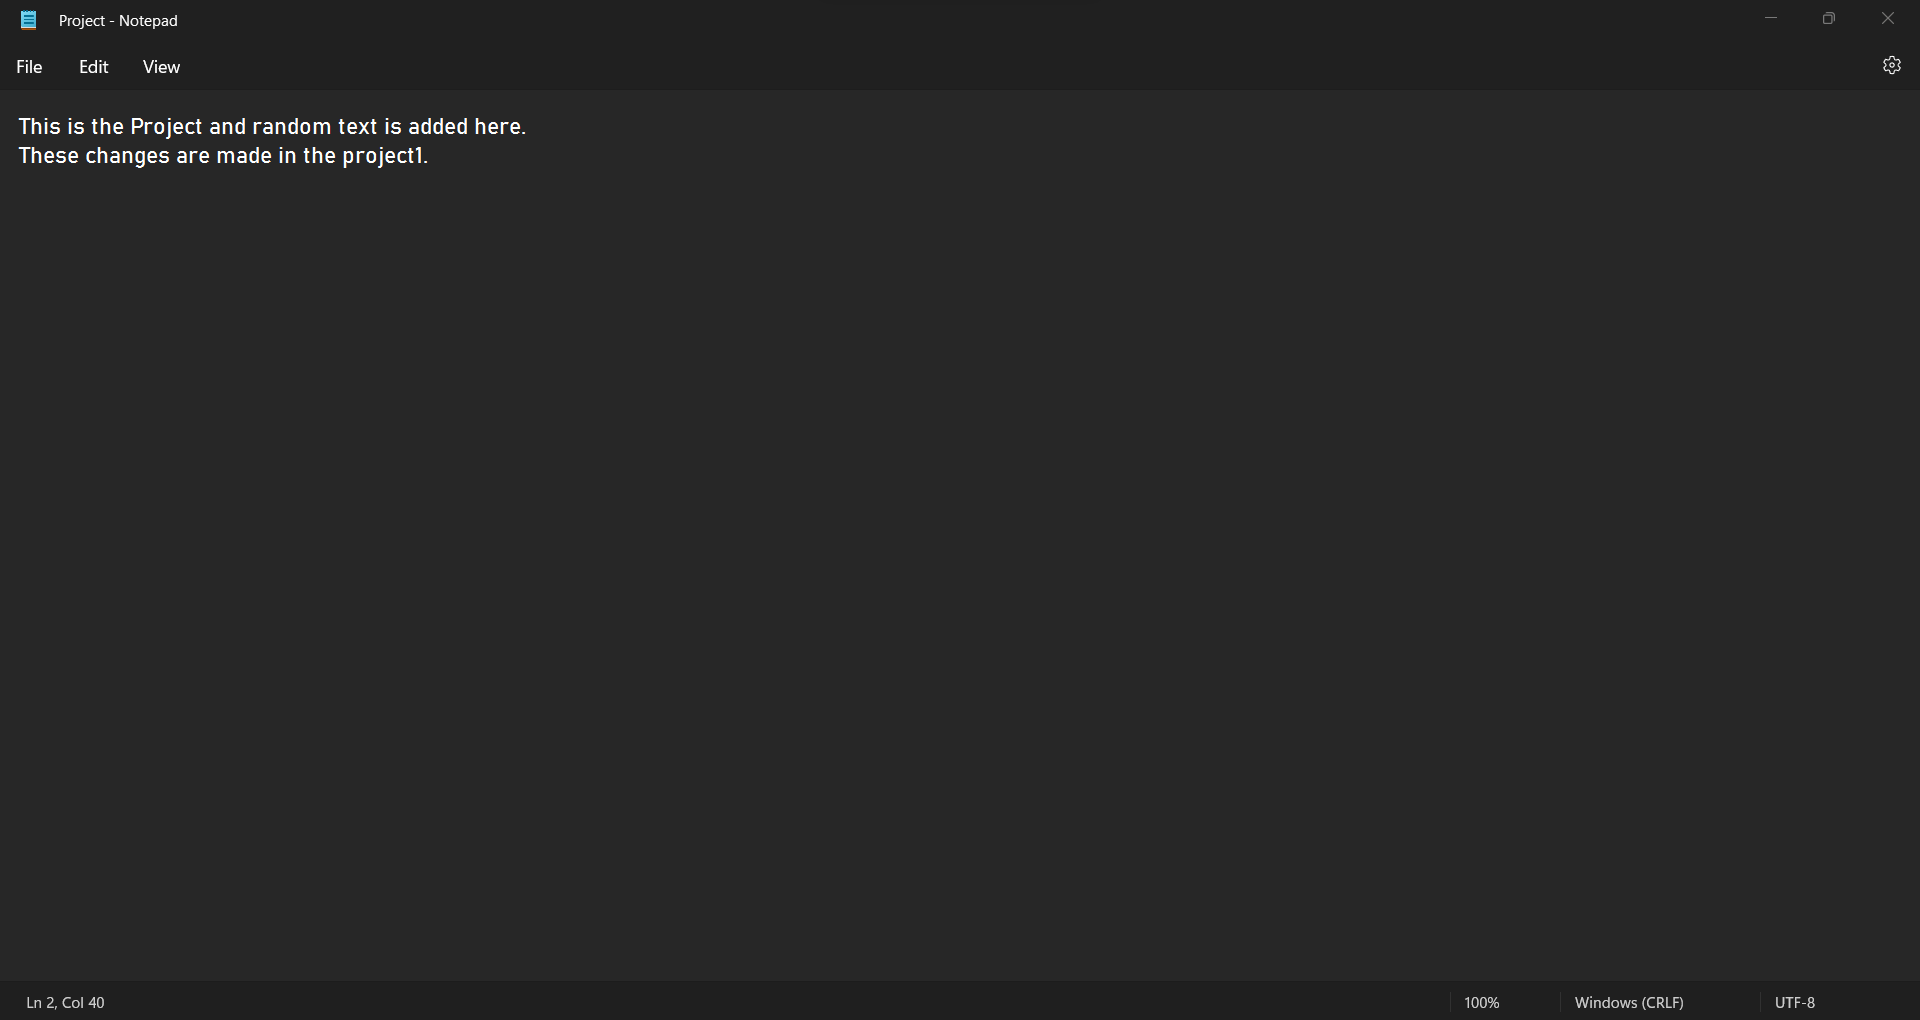 Project - Notepad
File Edit View
This is the Project and random text is added here.
These changes are made in the project1.
Ln 2, Col 40 100% Windows (CRLF) UTF-8